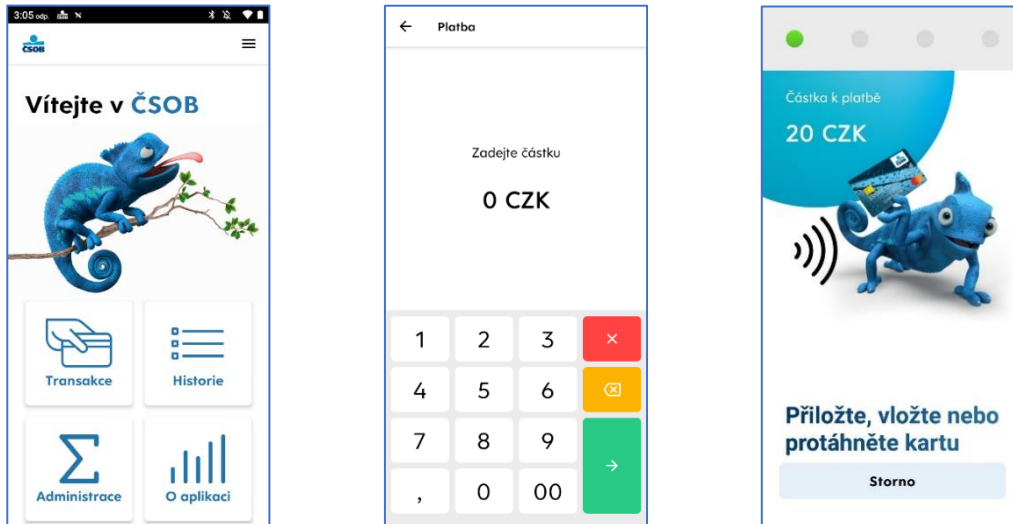 3:05 odp.
ČSOB
Vítejte v ČSOB
Transakce
Historie
Administrace
O aplikaci
Platba
Zadejte částku
0 CZK
1 2 3
4 5 6
7 8 9
, 0 00
Částka k platbě
20 CZK
Přiložte, vložte nebo
protáhněte kartu
Storno